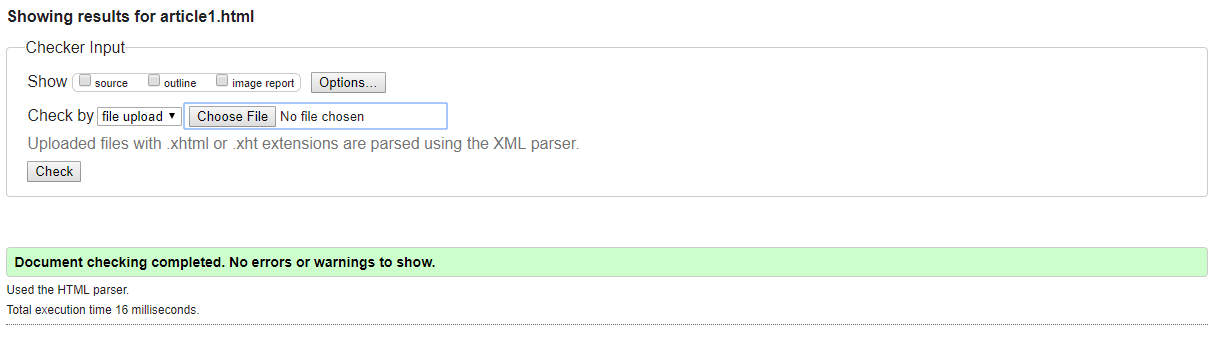 Showing results for article1.html
Checker Input
Show source outline image report Options...
Check by file upload ▼ Choose File No file chosen
Uploaded files with .xhtml or .xht extensions are parsed using the XML parser.
Check
Document checking completed. No errors or warnings to show.
Used the HTML parser.
Total execution time 16 milliseconds.